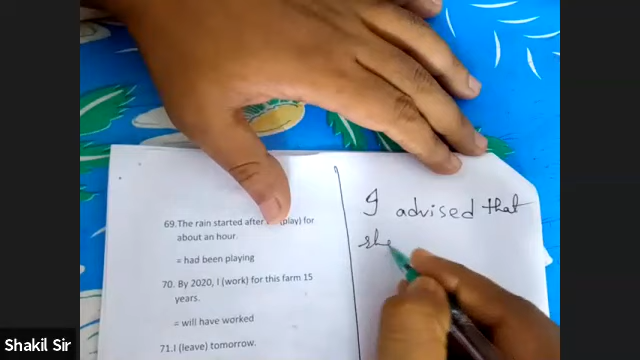 69.The rain started after (play) for
about an hour.
= had been playing
70. By 2020, I (work) for this farm 15
years.
= will have worked
71.I (leave) tomorrow.
I advised that
she
Shakil Sir